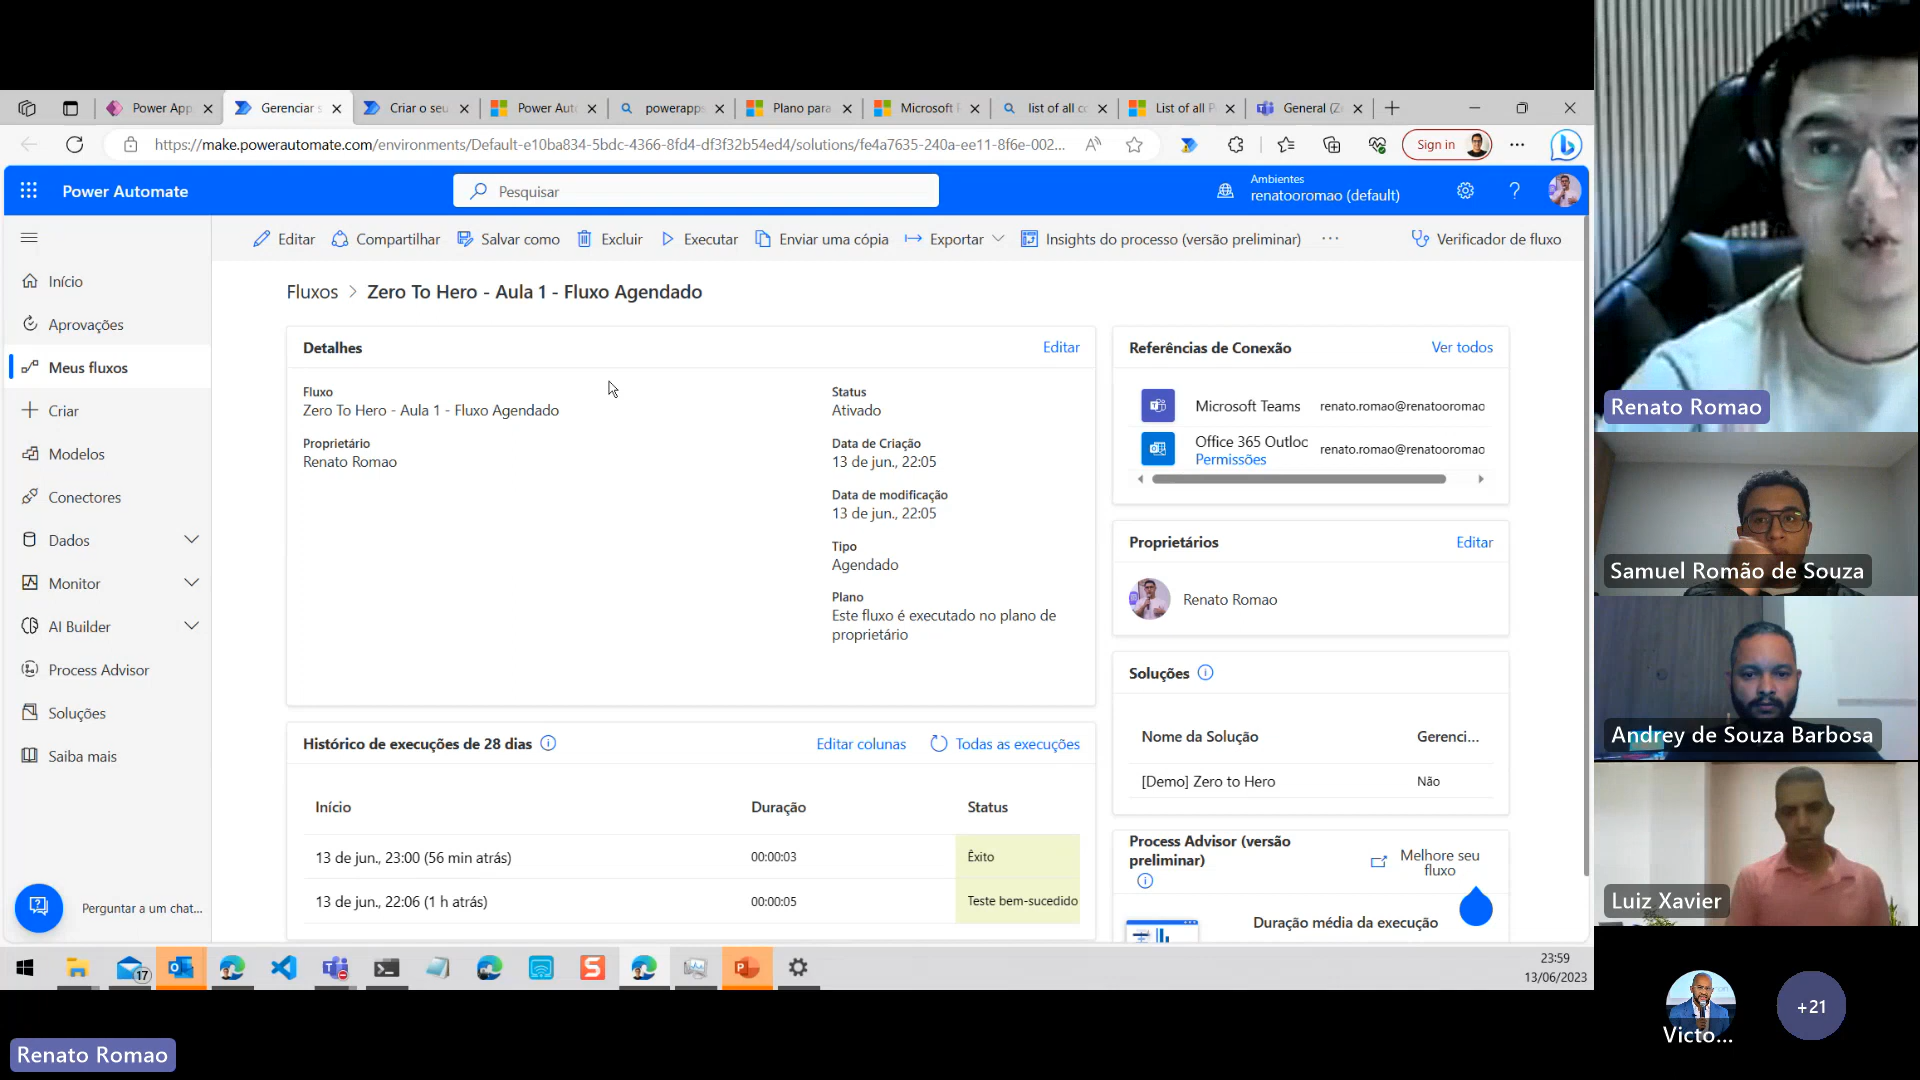 Power App
Gerenciar s
Criar o seu
Power Auto
powerapps
Plano para
Microsoft
list of all co
List of all P
General (Z
https://make.powerautomate.com/environments/Default-e10ba834-5bdc-4366-8fd4-df3f32b54ed4/solutions/fe4a7635-240a-ee11-8f6e-002...
Sign in
Power Automate
Pesquisar
Ambientes
renatooromao (default)
Editar
Compartilhar
Salvar como
Excluir
Executar
Enviar uma cópia
Exportar
Insights do processo (versão preliminar)
Verificador de fluxo
Início
Aprovações
Meus fluxos
Criar
Modelos
Conectores
Dados
Monitor
AI Builder
Process Advisor
Soluções
Saiba mais
Perguntar a um chat...
Fluxos > Zero To Hero - Aula 1 - Fluxo Agendado
Detalhes
Editar
Fluxo
Zero To Hero - Aula 1 - Fluxo Agendado
Proprietário
Renato Romao
Status
Ativado
Data de Criação
13 de jun., 22:05
Data de modificação
13 de jun., 22:05
Tipo
Agendado
Plano
Este fluxo é executado no plano de
proprietário
Histórico de execuções de 28 dias
Editar colunas
Todas as execuções
Início
Duração
Status
13 de jun., 23:00 (56 min atrás)
00:00:03
Êxito
13 de jun., 22:06 (1 h atrás)
00:00:05
Teste bem-sucedido
Referências de Conexão
Ver todos
Microsoft Teams
renato.romao@renatooromao
Office 365 Outloc
Permissões
renato.romao@renatooromao
Proprietários
Editar
Renato Romao
Soluções
Nome da Solução
Gerenci...
[Demo] Zero to Hero
Não
Process Advisor (versão
preliminar)
Melhore seu
fluxo
Duração média da execução
17
23:59
13/06/2023
Renato Romao
Samuel Romão de Souza
Andrey de Souza Barbosa
Luiz Xavier
Victo...
+21
Renato Romao